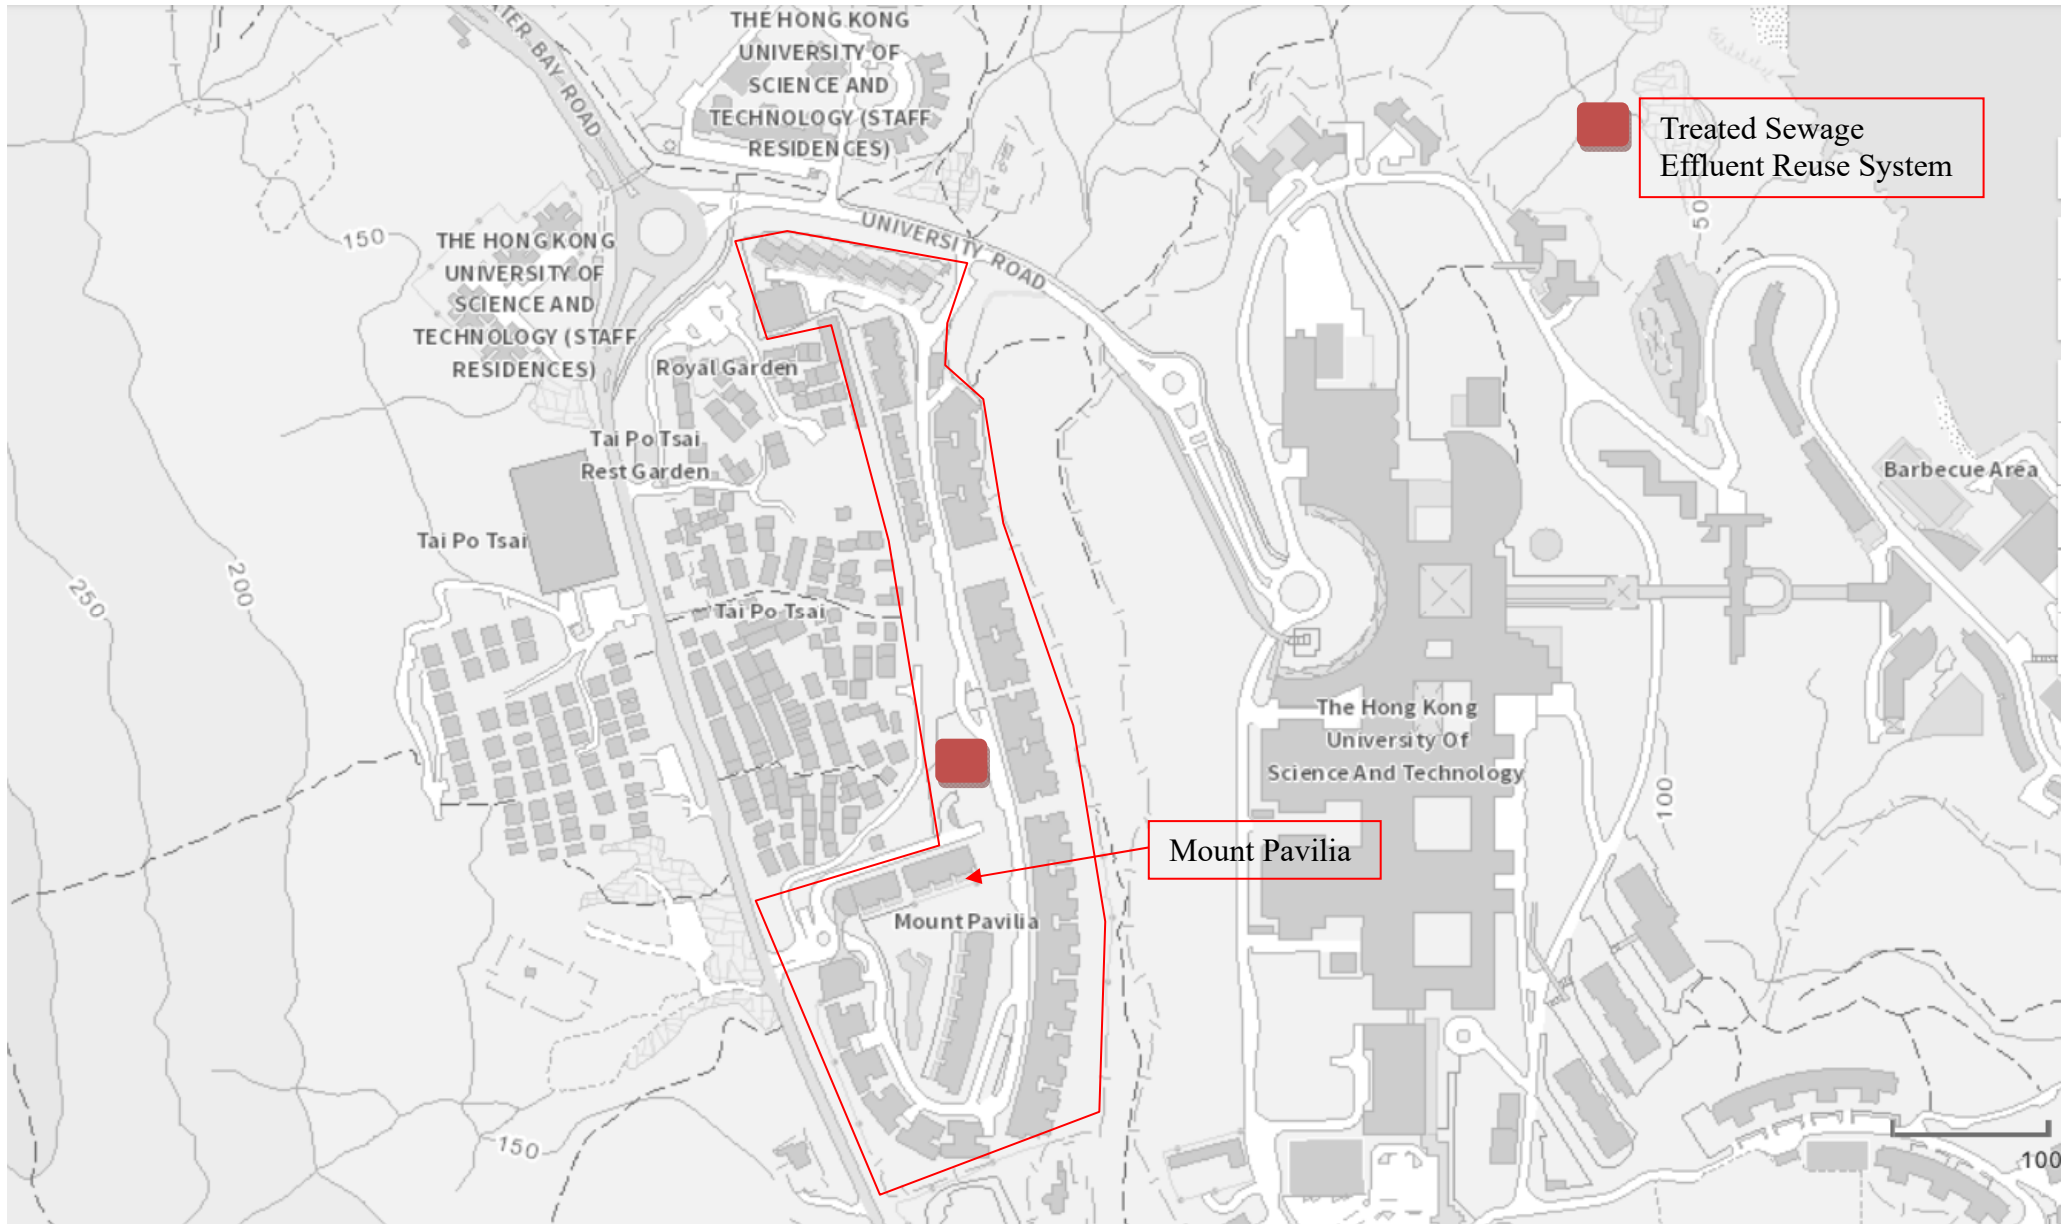 THE HONG KONG
UNIVERSITY OF
SCIENCE AND
TECHNOLOGY (STAFF
RESIDENCES)
TER BAY ROAD
Treated Sewage
Effluent Reuse System
50
UNIVERSITY ROAD
150
THE HONG KONG
UNIVERSITY OF
SCIENCE AND
TECHNOLOGY (STAFF
RESIDENCES)
Royal Garden
Tai Po Tsai
Rest Garden
Barbecue Area
Tai Po Tsai
250
200
Tai Po Tsai
The Hong Kong
University Of
Science And Technology
100
Mount Pavilia
Mount Pavilia
150
100